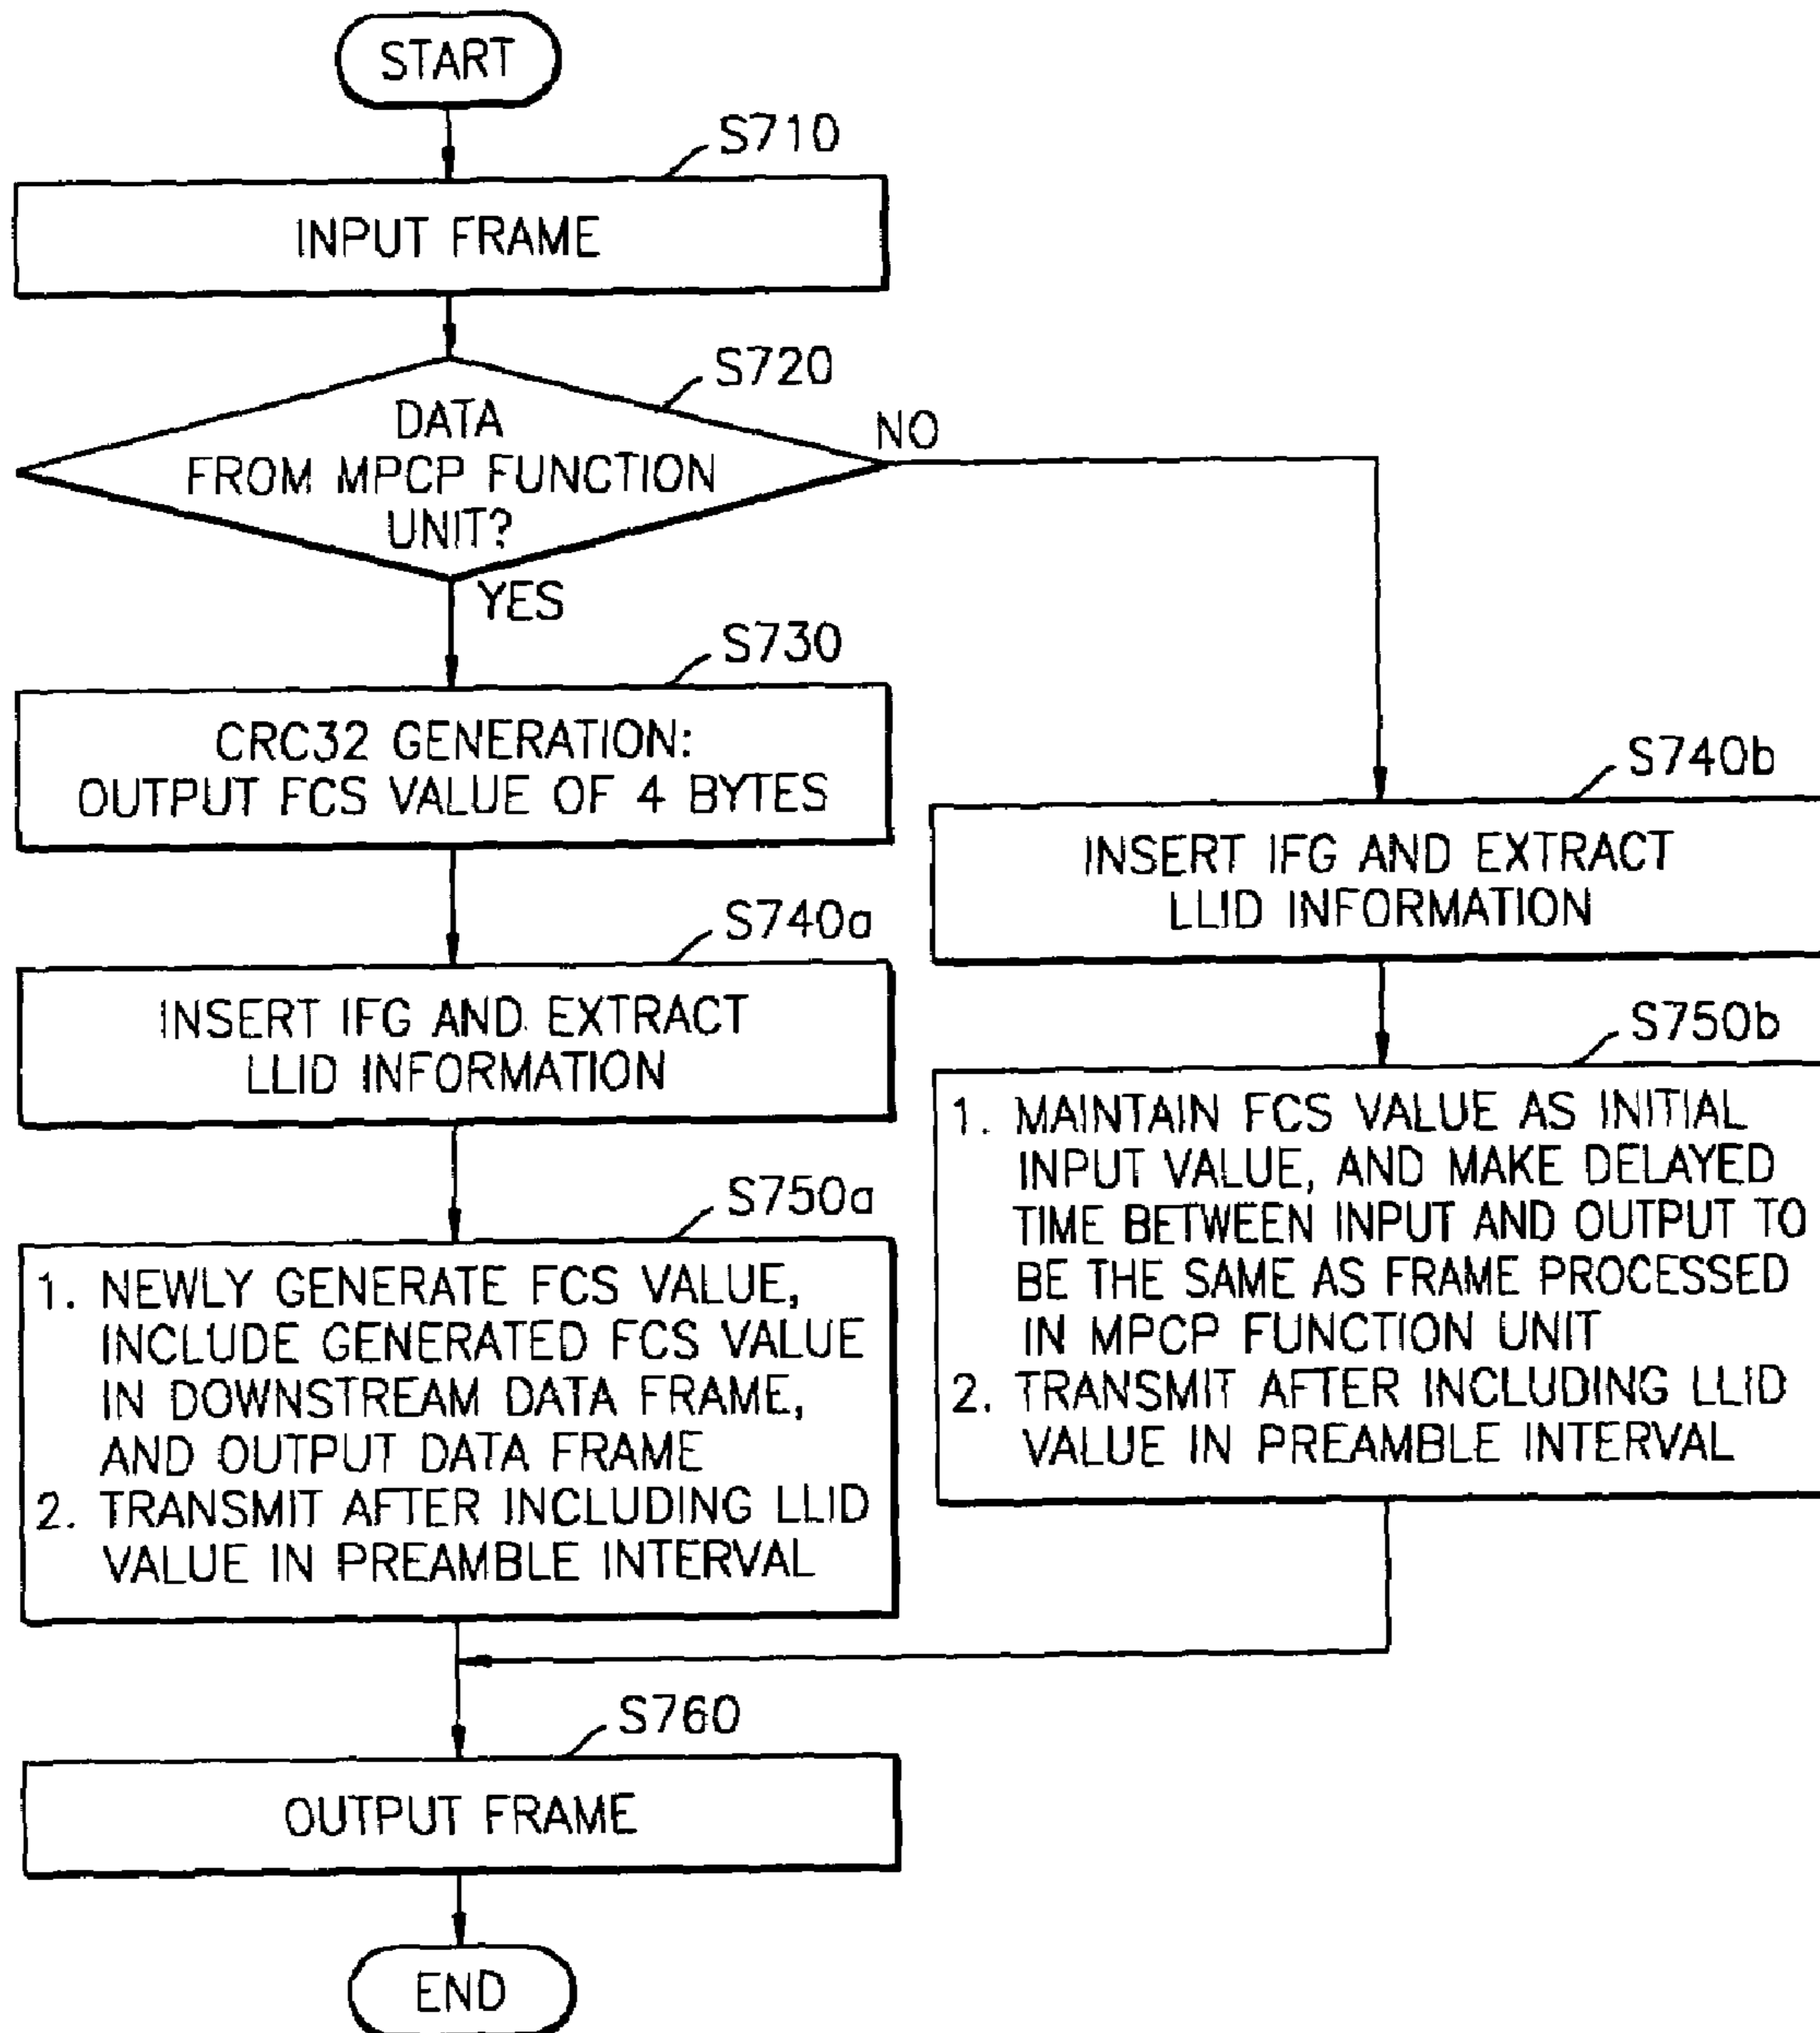 START
S710
INPUT FRAME
S720
DATA
FROM MPCP FUNCTION
UNIT?
NO
YES
S730
CRC32 GENERATION:
OUTPUT FCS VALUE OF 4 BYTES
S740a
INSERT IFG AND EXTRACT
LLID INFORMATION
S750a
1. NEWLY GENERATE FCS VALUE,
INCLUDE GENERATED FCS VALUE
IN DOWNSTREAM DATA FRAME,
AND OUTPUT DATA FRAME
2. TRANSMIT AFTER INCLUDING LLID
VALUE IN PREAMBLE INTERVAL
S740b
INSERT IFG AND EXTRACT
LLID INFORMATION
S750b
1. MAINTAIN FCS VALUE AS INITIAL
INPUT VALUE, AND MAKE DELAYED
TIME BETWEEN INPUT AND OUTPUT TO
BE THE SAME AS FRAME PROCESSED
IN MPCP FUNCTION UNIT
2. TRANSMIT AFTER INCLUDING LLID
VALUE IN PREAMBLE INTERVAL
S760
OUTPUT FRAME
END